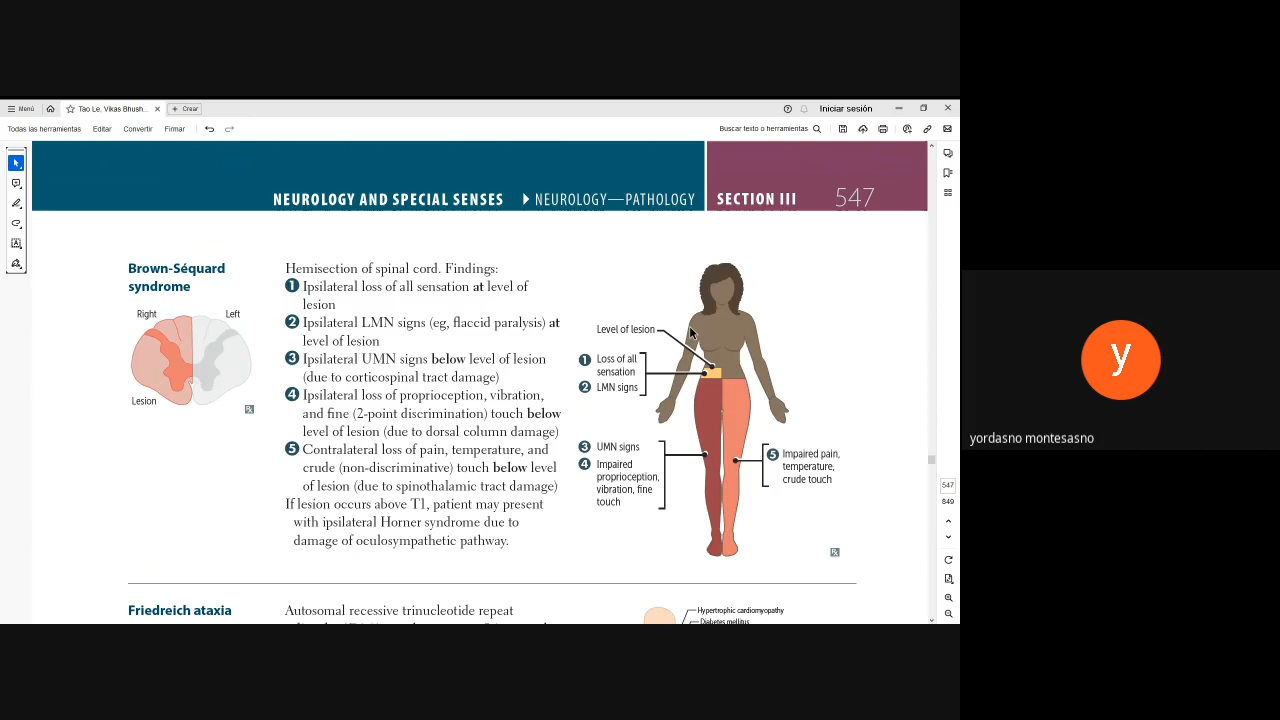 Menú
Tao Le, Vikas Bhush...
Crear
Iniciar sesión
Todas las herramientas
Editar
Convertir
Firmar
Buscar texto o herramientas
NEUROLOGY AND SPECIAL SENSES
NEUROLOGY—PATHOLOGY
SECTION III
547
Brown-Séquard
syndrome
Right
Left
Lesion
Hemisection of spinal cord. Findings:
1 Ipsilateral loss of all sensation at level of
lesion
2 Ipsilateral LMN signs (eg, flaccid paralysis) at
level of lesion
3 Ipsilateral UMN signs below level of lesion
(due to corticospinal tract damage)
4 Ipsilateral loss of proprioception, vibration,
and fine (2-point discrimination) touch below
level of lesion (due to dorsal column damage)
5 Contralateral loss of pain, temperature, and
crude (non-discriminative) touch below level
of lesion (due to spinothalamic tract damage)
If lesion occurs above T1, patient may present
with ipsilateral Horner syndrome due to
damage of oculosympathetic pathway.
Level of lesion
1 Loss of all
sensation
2 LMN signs
3 UMN signs
4 Impaired
proprioception,
vibration, fine
touch
5 Impaired pain,
temperature,
crude touch
Friedreich ataxia
Autosomal recessive trinucleotide repeat
Hypertrophic cardiomyopathy
Diabetes mellitus
547
849
y
yordasno montesasno